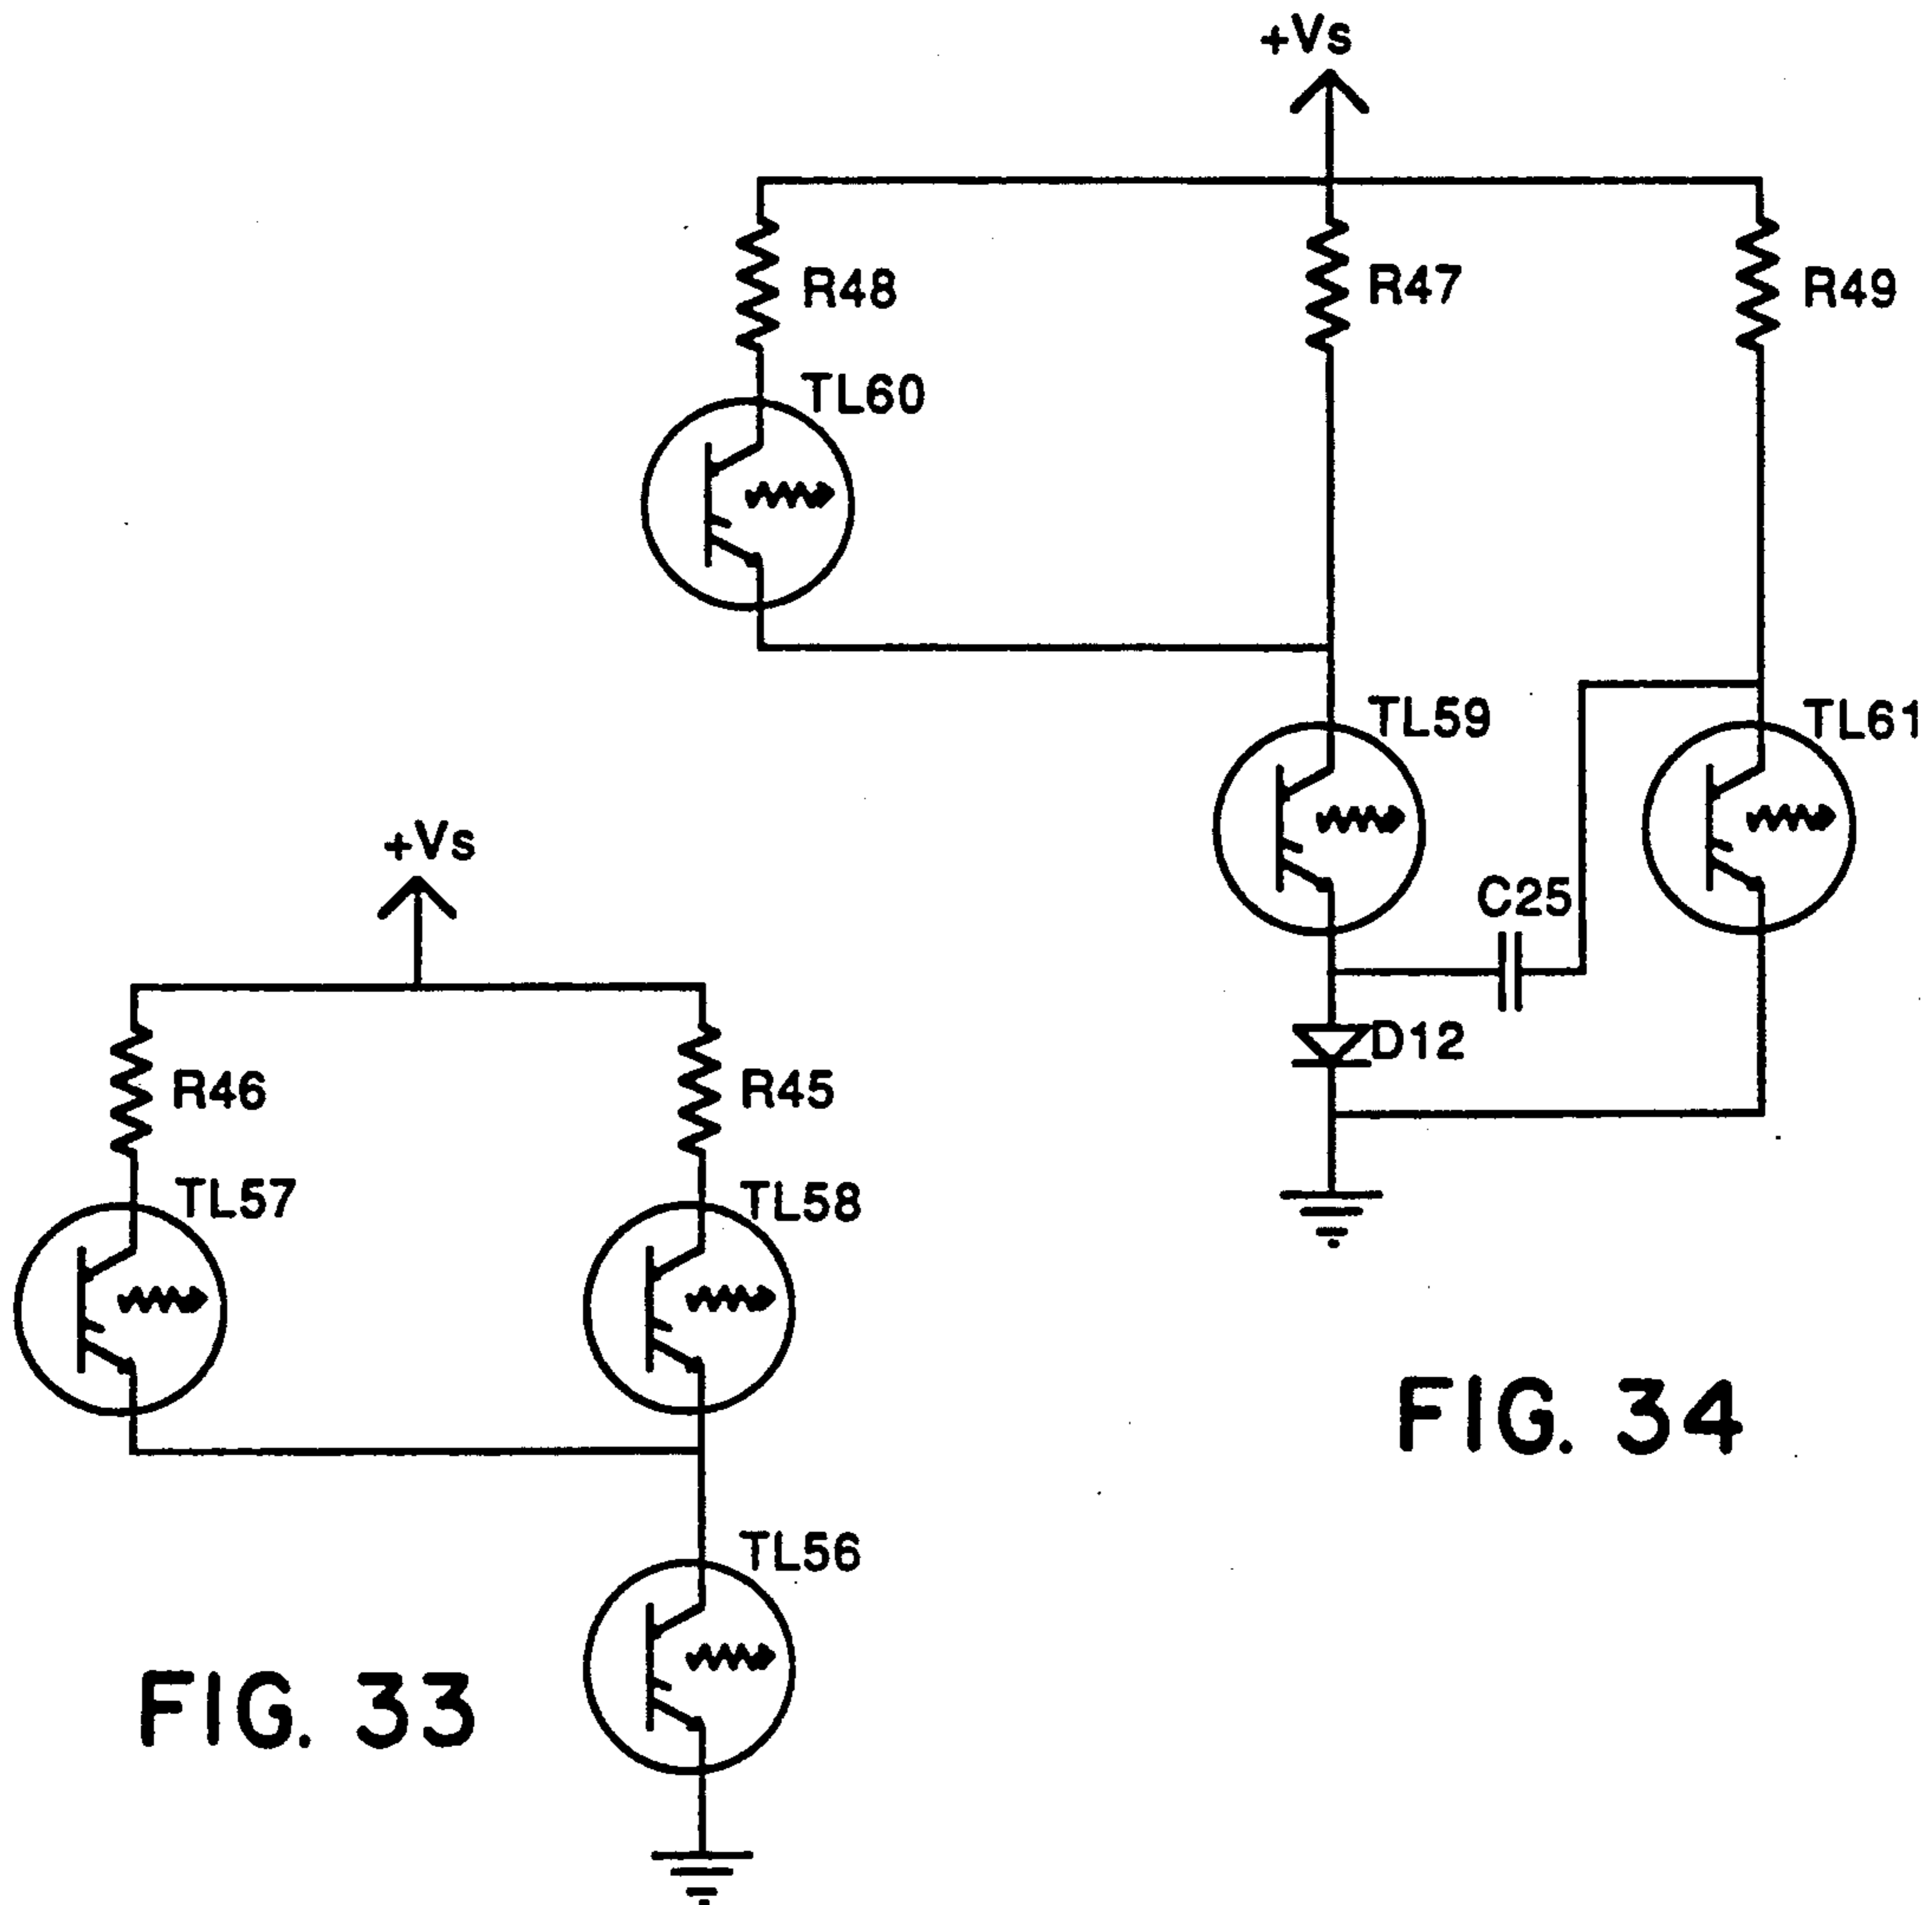 +Vs
R48
R47
R49
TL60
TL59
TL61
C25
D12
FIG. 34
+Vs
R46
R45
TL57
TL58
TL56
FIG. 33